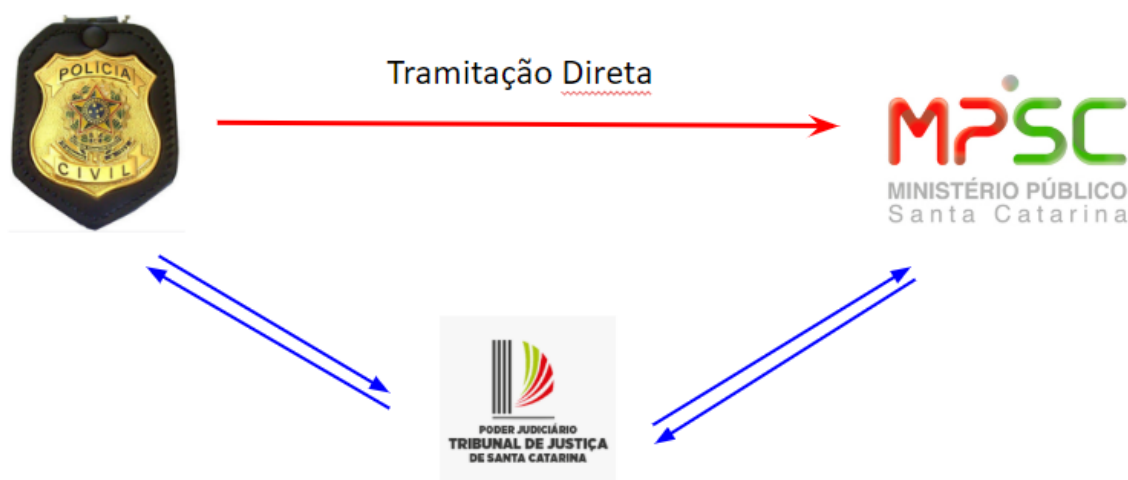 Tramitação Direta
POLICIA
CIVIL
MPSC
MINISTÉRIO PÚBLICO
Santa Catarina
PODER JUDICIÁRIO
TRIBUNAL DE JUSTIÇA
DE SANTA CATARINA